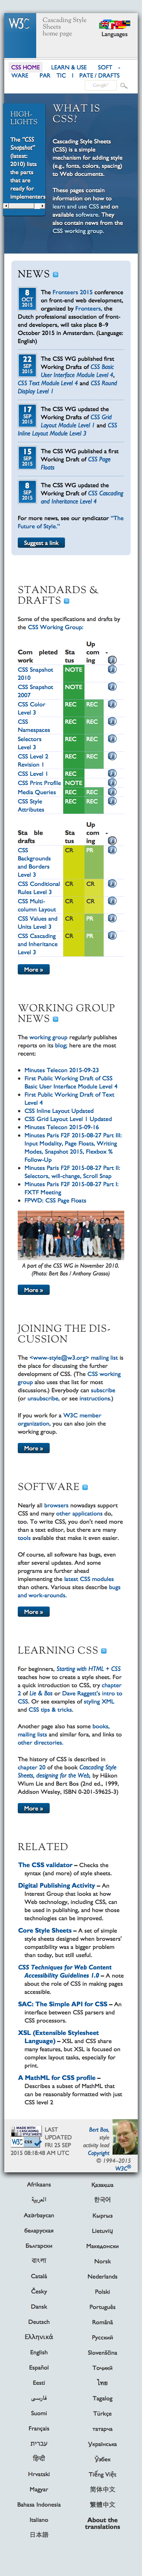 W3C
Cascading Style
Sheets
home page
Languages
CSS HOME LEARN & USE SOFT -
WARE PAR TIC I PATE / DRAFTS
Google™
HIGH-
LIGHTS
The “CSS
Snapshot”
(latest:
2010) lists
the parts
that are
ready for
implementers
WHAT IS
CSS?
Cascading Style Sheets
(CSS) is a simple
mechanism for adding style
(e.g., fonts, colors, spacing)
to Web documents.
These pages contain
information on how to
learn and use CSS and on
available software. They
also contain news from the
CSS working group.
NEWS
8
OCT
2015
The Fronteers 2015 conference
on front-end web development,
organized by Fronteers, the
Dutch professional association of front-
end developers, will take place 8–9
October 2015 in Amsterdam. (Language:
English)
22
SEP
2015
The CSS WG published first
Working Draft of CSS Basic
User Interface Module Level 4,
CSS Text Module Level 4 and CSS Round
Display Level 1
17
SEP
2015
The CSS WG updated the
Working Drafts of CSS Grid
Layout Module Level 1 and CSS
Inline Layout Module Level 3
15
SEP
2015
The CSS WG published a first
Working Draft of CSS Page
Floats
8
SEP
2015
The CSS WG updated the
Working Draft of CSS Cascading
and Inheritance Level 4
For more news, see our syndicator “The
Future of Style.”
Suggest a link
STANDARDS &
DRAFTS
Some of the specifications and drafts by
the CSS Working Group:
Com pleted
work
Sta
tus
Up -
com
ing
CSS Snapshot
2010
NOTE
CSS Snapshot
2007
NOTE
CSS Color
Level 3
REC REC
CSS
Namespaces
REC REC
Selectors
Level 3
REC REC
CSS Level 2
Revision 1
REC REC
CSS Level 1 REC
CSS Print Profile NOTE
Media Queries REC REC
CSS Style
Attributes
REC REC
Sta ble
drafts
Sta
tus
Up -
com
ing
CSS
Backgrounds
and Borders
Level 3
CR PR
CSS Conditional
Rules Level 3
CR CR
CSS Multi-
column Layout
CR CR
CSS Values and
Units Level 3
CR PR
CSS Cascading
and Inheritance
Level 3
CR PR
More »
WORKING GROUP
NEWS
The working group regularly publishes
reports on its blog; here are the most
recent:
Minutes Telecon 2015-09-23
First Public Working Draft of CSS
Basic User Interface Module Level 4
First Public Working Draft of Text
Level 4
CSS Inline Layout Updated
CSS Grid Layout Level 1 Updated
Minutes Telecon 2015-09-16
Minutes Paris F2F 2015-08-27 Part III:
Input Modality, Page Floats, Writing
Modes, Snapshot 2015, Flexbox %
Follow-Up
Minutes Paris F2F 2015-08-27 Part II:
Selectors, will-change, Scroll Snap
Minutes Paris F2F 2015-08-27 Part I:
FXTF Meeting
FPWD: CSS Page Floats
A part of the CSS WG in November 2010.
(Photo: Bert Bos / Anthony Grasso)
More »
JOINING THE DIS-
CUSSION
The <www-style@w3.org> mailing list is
the place for discussing the further
development of CSS. (The CSS working
group also uses that list for most
discussions.) Everybody can subscribe
(or unsubscribe, or see instructions.)
If you work for a W3C member
organization, you can also join the
working group.
More »
SOFTWARE
Nearly all browsers nowadays support
CSS and many other applications do,
too. To write CSS, you don't need more
than a text editor, but there are many
tools available that make it even easier.
Of course, all software has bugs, even
after several updates. And some
programs are further ahead
implementing the latest CSS modules
than others. Various sites describe bugs
and work-arounds.
More »
LEARNING CSS
For beginners, Starting with HTML + CSS
teaches how to create a style sheet. For
a quick introduction to CSS, try chapter
2 of Lie & Bos or Dave Raggett's intro to
CSS. Or see examples of styling XML
and CSS tips & tricks.
Another page also has some books,
mailing lists and similar fora, and links to
other directories.
The history of CSS is described in
chapter 20 of the book Cascading Style
Sheets, designing for the Web, by Håkon
Wium Lie and Bert Bos (2nd ed., 1999,
Addison Wesley, ISBN 0-201-59625-3)
More »
RELATED
The CSS validator – Checks the
syntax (and more) of style sheets.
Digital Publishing Activity – An
Interest Group that looks at how
Web technology, including CSS, can
be used in publishing, and how those
technologies can be improved.
Core Style Sheets – A set of simple
style sheets designed when browsers'
compatibility was a bigger problem
than today, but still useful.
CSS Techniques for Web Content
Accessibility Guidelines 1.0 – A note
about the role of CSS in making pages
accessible.
SAC: The Simple API for CSS – An
interface between CSS parsers and
CSS processors.
XSL (Extensible Stylesheet
Language) – XSL and CSS share
many features, but XSL is focused on
complex layout tasks, especially for
print.
A MathML for CSS profile –
Describes a subset of MathML that
can be reasonably formatted with just
CSS level 2
MADE WITH
CASCADING
STYLE SHEETS
W3C css
LAST
UPDATED
FRI 25 SEP
2015 08:18:48 AM UTC
Bert Bos,
style
activity lead
Copyright
© 1994–2015
W3C®
Afrikaans
العربية
Azərbaycan
беларуская
Български
বাংলা
Català
Česky
Dansk
Deutsch
Ελληνικά
English
Español
Eesti
فارسی
Suomi
Français
עברית
हिन्दी
Hrvatski
Magyar
Bahasa Indonesia
Italiano
日本語
Қазақша
한국어
Кыргыз
Lietuvių
Македонски
Norsk
Nederlands
Polski
Português
Română
Русский
Slovenščina
Тоҷикӣ
ไทย
Tagalog
Türkçe
татарча
Українська
Ўзбек
Tiếng Việt
简体中文
繁體中文
About the
translations